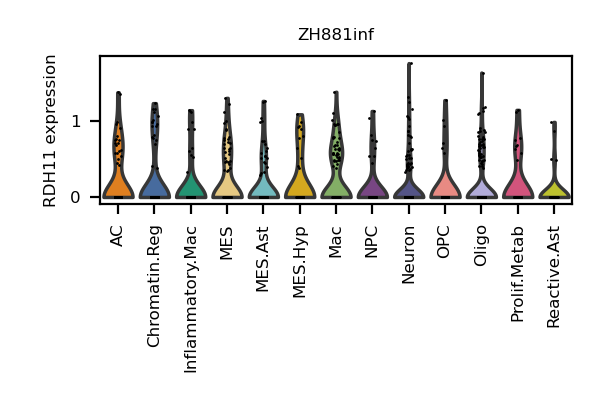 ZH881inf
RDH11 expression
1
0
AC
Chromatin.Reg
Inflammatory.Mac
MES
MES.Ast
MES.Hyp
Mac
NPC
Neuron
OPC
Oligo
Prolif.Metab
Reactive.Ast